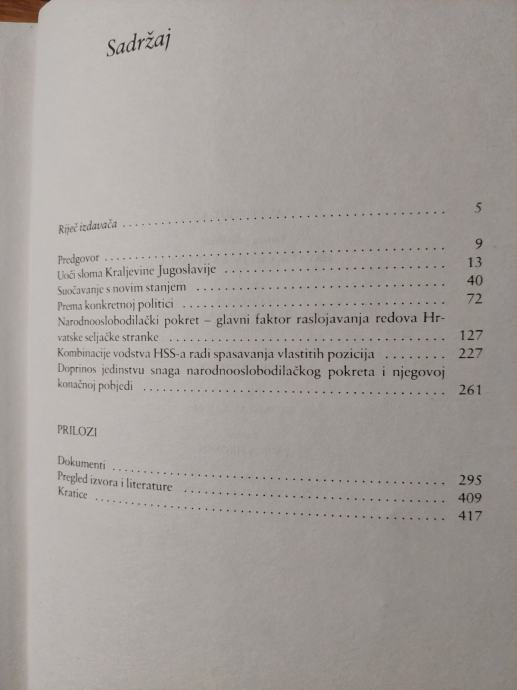 Sadržaj
Riječ izdavača . . . . . . . . . . . . . . . . . . . . . . . . . . . . . . . . . . . . . . . . 5
Predgovor . . . . . . . . . . . . . . . . . . . . . . . . . . . . . . . . . . . . . . . . . . . 9
Uoči sloma Kraljevine Jugoslavije . . . . . . . . . . . . . . . . . . . . . . . . . . . 13
Suočavanje s novim stanjem . . . . . . . . . . . . . . . . . . . . . . . . . . . . . . 40
Prema konkretnoj politici . . . . . . . . . . . . . . . . . . . . . . . . . . . . . . . . 72
Narodnooslobodilački pokret – glavni faktor raslojavanja redova Hr-
vatske seljačke stranke . . . . . . . . . . . . . . . . . . . . . . . . . . . . . . . . . 127
Kombinacije vodstva HSS-a radi spasavanja vlastitih pozicija . . . . . . . . 227
Doprinos jedinstvu snaga narodnooslobodilačkog pokreta i njegovoj
konačnoj pobjedi . . . . . . . . . . . . . . . . . . . . . . . . . . . . . . . . . . . . . 261
PRILOZI
Dokumenti . . . . . . . . . . . . . . . . . . . . . . . . . . . . . . . . . . . . . . . . . . 295
Pregled izvora i literature . . . . . . . . . . . . . . . . . . . . . . . . . . . . . . . 409
Kratice . . . . . . . . . . . . . . . . . . . . . . . . . . . . . . . . . . . . . . . . . . . . . 417